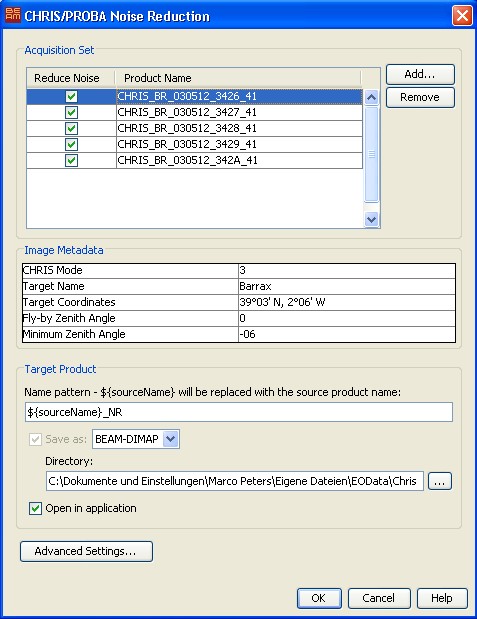 BEAM CHRIS/PROBA Noise Reduction
Acquisition Set
Reduce Noise Product Name
CHRIS_BR_030512_3426_41
CHRIS_BR_030512_3427_41
CHRIS_BR_030512_3428_41
CHRIS_BR_030512_3429_41
CHRIS_BR_030512_342A_41
Add...
Remove
Image Metadata
CHRIS Mode 3
Target Name Barrax
Target Coordinates 39°03' N, 2°06' W
Fly-by Zenith Angle 0
Minimum Zenith Angle -06
Target Product
Name pattern - ${sourceName} will be replaced with the source product name:
${sourceName}_NR
Save as: BEAM-DIMAP
Directory:
C:\Dokumente und Einstellungen\Marco Peters\Eigene Dateien\EOData\Chris ...
Open in application
Advanced Settings...
OK Cancel Help